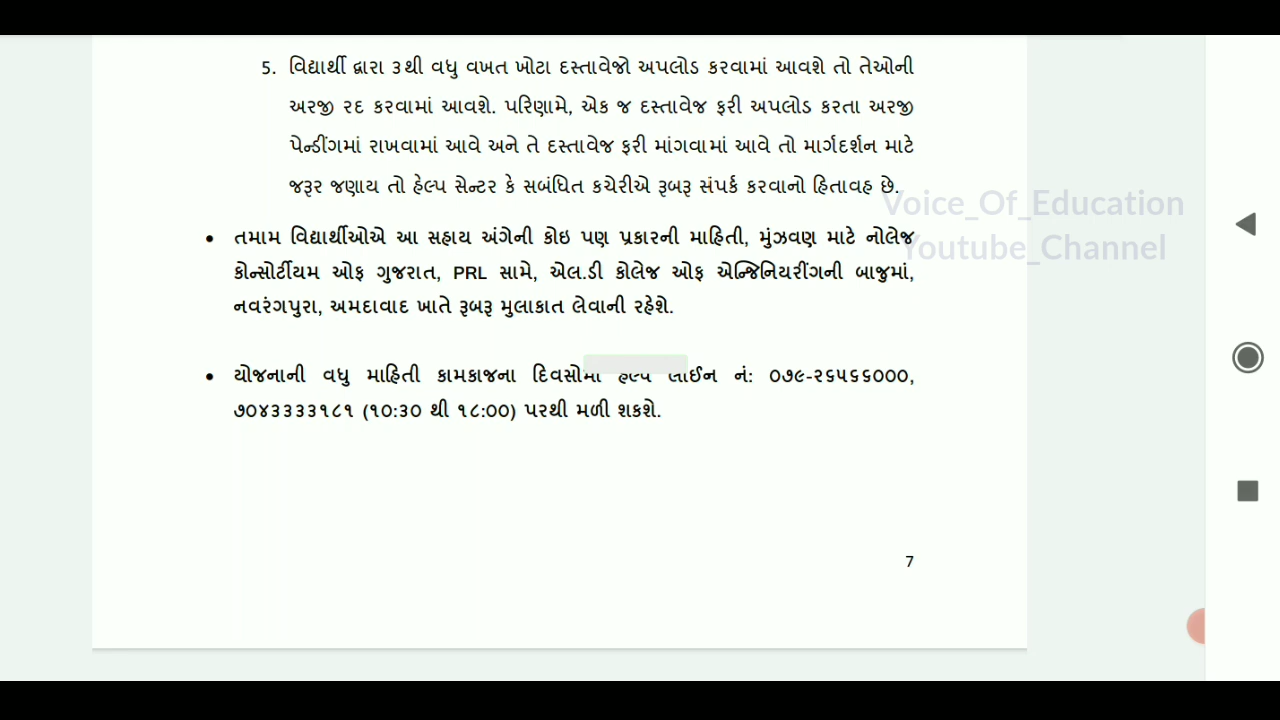 5. વિદ્યાર્થી દ્વારા ૩થી વધુ વખત ખોટા દસ્તાવેજો અપલોડ કરવામાં આવશે તો તેઓની
અરજી રદ કરવામાં આવશે. પરિણામે, એક જ દસ્તાવેજ ફરી અપલોડ કરતા અરજી
પેન્ડીંગમાં રાખવામાં આવે અને તે દસ્તાવેજ ફરી માંગવામાં આવે તો માર્ગદર્શન માટે
જરૂર જણાય તો હેલ્પ સેન્ટર કે સબંધિત કચેરીએ રૂબરૂ સંપર્ક કરવાનો હિતાવહ છે.
Voice_Of_Education
Youtube_Channel
• તમામ વિદ્યાર્થીઓએ આ સહાય અંગેની કોઇ પણ પ્રકારની માહિતી, મુંઝવણ માટે નોલેજ
કોન્સોર્ટીયમ ઓફ ગુજરાત, PRL સામે, એલ.ડી કોલેજ ઓફ એન્જિનિયરીંગની બાજુમાં,
નવરંગપુરા, અમદાવાદ ખાતે રૂબરૂ મુલાકાત લેવાની રહેશે.
• યોજનાની વધુ માહિતી કામકાજના દિવસોમાં હેલ્પ લાઈન નં: ૦૭૯-૨૬૫૬૬૦૦૦,
૭૦૪૩૩૩૩૧૮૧ (૧૦:૩૦ થી ૧૮:૦૦) પરથી મળી શકશે.
7